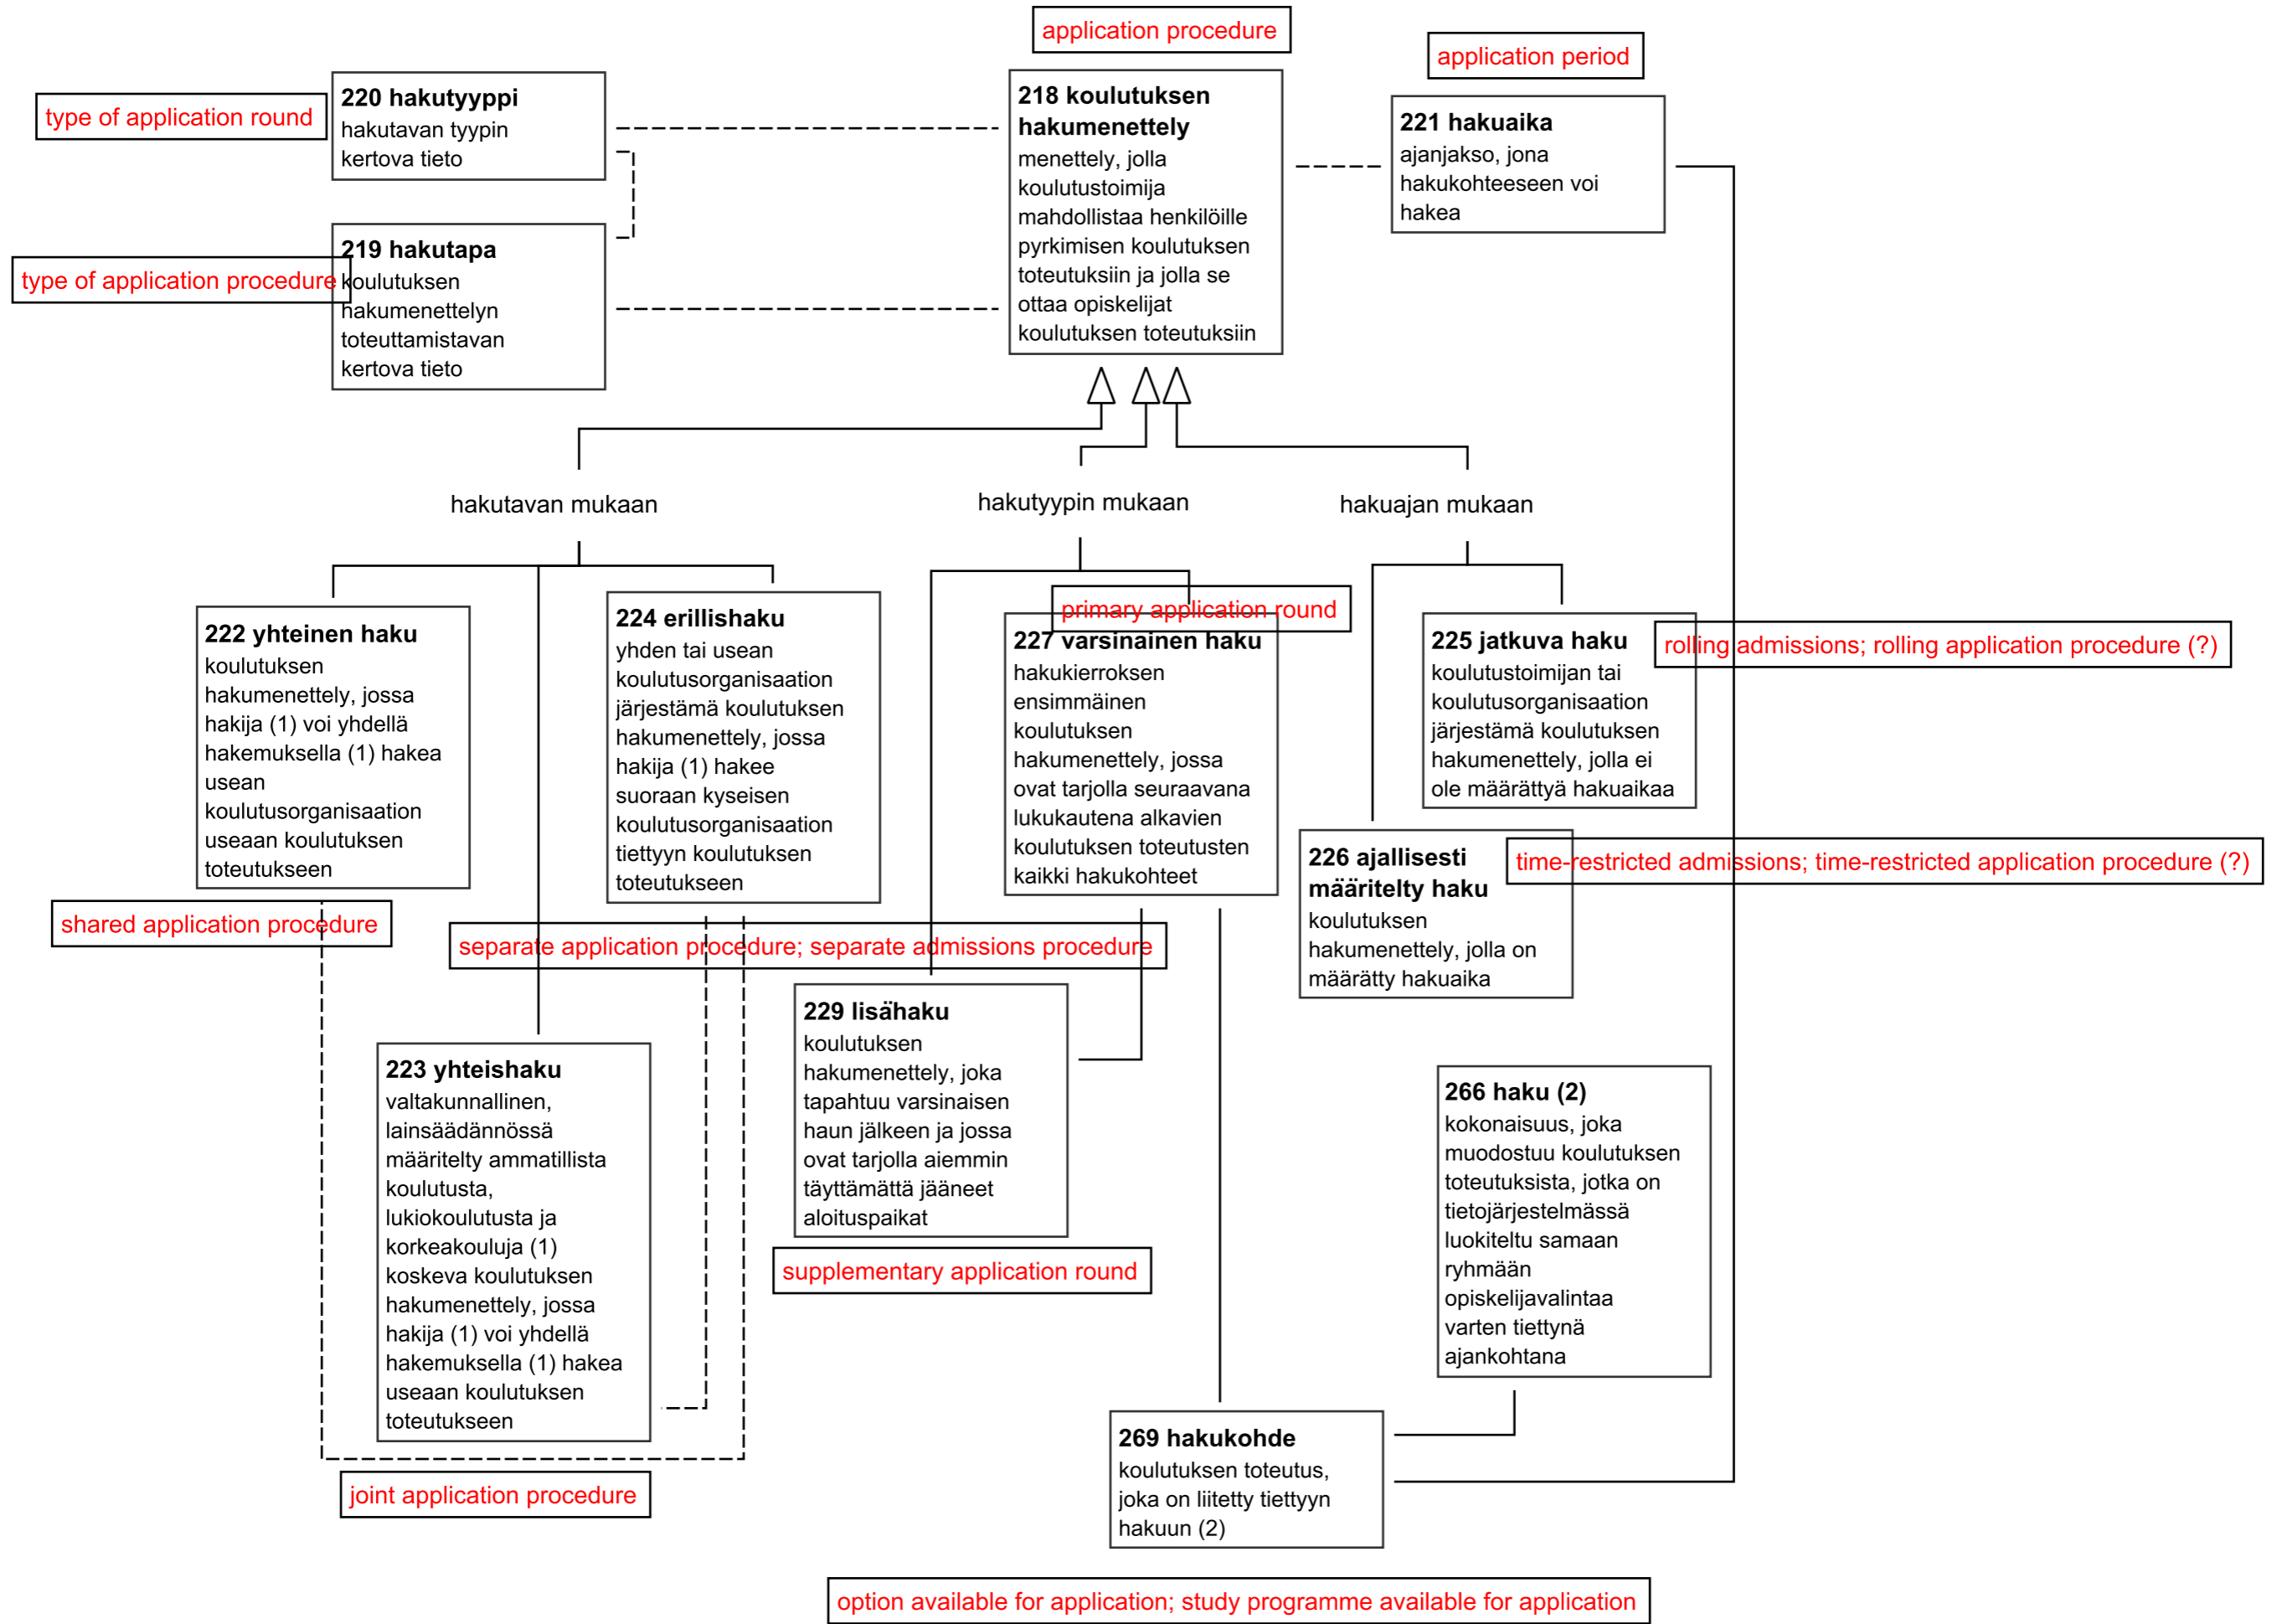 application procedure
application period
type of application round
220 hakutyyppi
hakutavan tyypin
kertova tieto
218 koulutuksen
hakumenettely
menettely, jolla
koulutustoimija
mahdollistaa henkilöille
pyrkimisen koulutuksen
toteutuksiin ja jolla se
ottaa opiskelijat
koulutuksen toteutuksiin
221 hakuaika
ajanjakso, jona
hakukohteeseen voi
hakea
type of application procedure
219 hakutapa
koulutuksen
hakumenettelyn
toteuttamistavan
kertova tieto
hakutavan mukaan
hakutyypin mukaan
hakuajan mukaan
222 yhteinen haku
koulutuksen
hakumenettely, jossa
hakija (1) voi yhdellä
hakemuksella (1) hakea
usean
koulutusorganisaation
useaan koulutuksen
toteutukseen
shared application procedure
224 erillishaku
yhden tai usean
koulutusorganisaation
järjestämä koulutuksen
hakumenettely, jossa
hakija (1) hakee
suoraan kyseisen
koulutusorganisaation
tiettyyn koulutuksen
toteutukseen
separate application procedure; separate admissions procedure
primary application round
227 varsinainen haku
hakukierroksen
ensimmäinen
koulutuksen
hakumenettely, jossa
ovat tarjolla seuraavana
lukukautena alkavien
koulutuksen toteutusten
kaikki hakukohteet
225 jatkuva haku
koulutustoimijan tai
koulutusorganisaation
järjestämä koulutuksen
hakumenettely, jolla ei
ole määrättyä hakuaikaa
rolling admissions; rolling application procedure (?)
226 ajallisesti
määritelty haku
koulutuksen
hakumenettely, jolla on
määrätty hakuaika
time-restricted admissions; time-restricted application procedure (?)
223 yhteishaku
valtakunnallinen,
lainsäädännössä
määritelty ammatillista
koulutusta,
lukiokoulutusta ja
korkeakouluja (1)
koskeva koulutuksen
hakumenettely, jossa
hakija (1) voi yhdellä
hakemuksella (1) hakea
useaan koulutuksen
toteutukseen
joint application procedure
229 lisähaku
koulutuksen
hakumenettely, joka
tapahtuu varsinaisen
haun jälkeen ja jossa
ovat tarjolla aiemmin
täyttämättä jääneet
aloituspaikat
supplementary application round
266 haku (2)
kokonaisuus, joka
muodostuu koulutuksen
toteutuksista, jotka on
tietojärjestelmässä
luokiteltu samaan
ryhmään
opiskelijavalintaa
varten tiettynä
ajankohtana
269 hakukohde
koulutuksen toteutus,
joka on liitetty tiettyyn
hakuun (2)
option available for application; study programme available for application